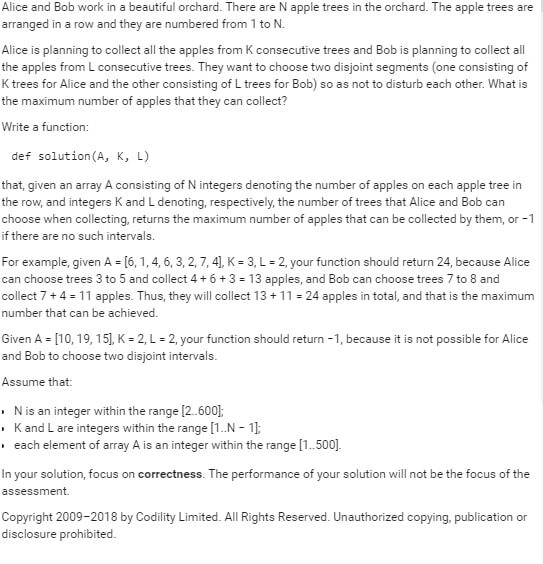 Alice and Bob work in a beautiful orchard. There are N apple trees in the orchard. The apple trees are
arranged in a row and they are numbered from 1 to N.
Alice is planning to collect all the apples from K consecutive trees and Bob is planning to collect all
the apples from L consecutive trees. They want to choose two disjoint segments (one consisting of
K trees for Alice and the other consisting of L trees for Bob) so as not to disturb each other. What is
the maximum number of apples that they can collect?
Write a function:
def solution(A, K, L)
that, given an array A consisting of N integers denoting the number of apples on each apple tree in
the row, and integers K and L denoting, respectively, the number of trees that Alice and Bob can
choose when collecting, returns the maximum number of apples that can be collected by them, or -1
if there are no such intervals.
For example, given A = [6, 1, 4, 6, 3, 2, 7, 4], K = 3, L = 2, your function should return 24, because Alice
can choose trees 3 to 5 and collect 4 + 6 + 3 = 13 apples, and Bob can choose trees 7 to 8 and
collect 7 + 4 = 11 apples. Thus, they will collect 13 + 11 = 24 apples in total, and that is the maximum
number that can be achieved.
Given A = [10, 19, 15], K = 2, L = 2, your function should return -1, because it is not possible for Alice
and Bob to choose two disjoint intervals.
Assume that:
• N is an integer within the range [2..600];
• K and L are integers within the range [1..N - 1];
• each element of array A is an integer within the range [1..500].
In your solution, focus on correctness. The performance of your solution will not be the focus of the
assessment.
Copyright 2009–2018 by Codility Limited. All Rights Reserved. Unauthorized copying, publication or
disclosure prohibited.